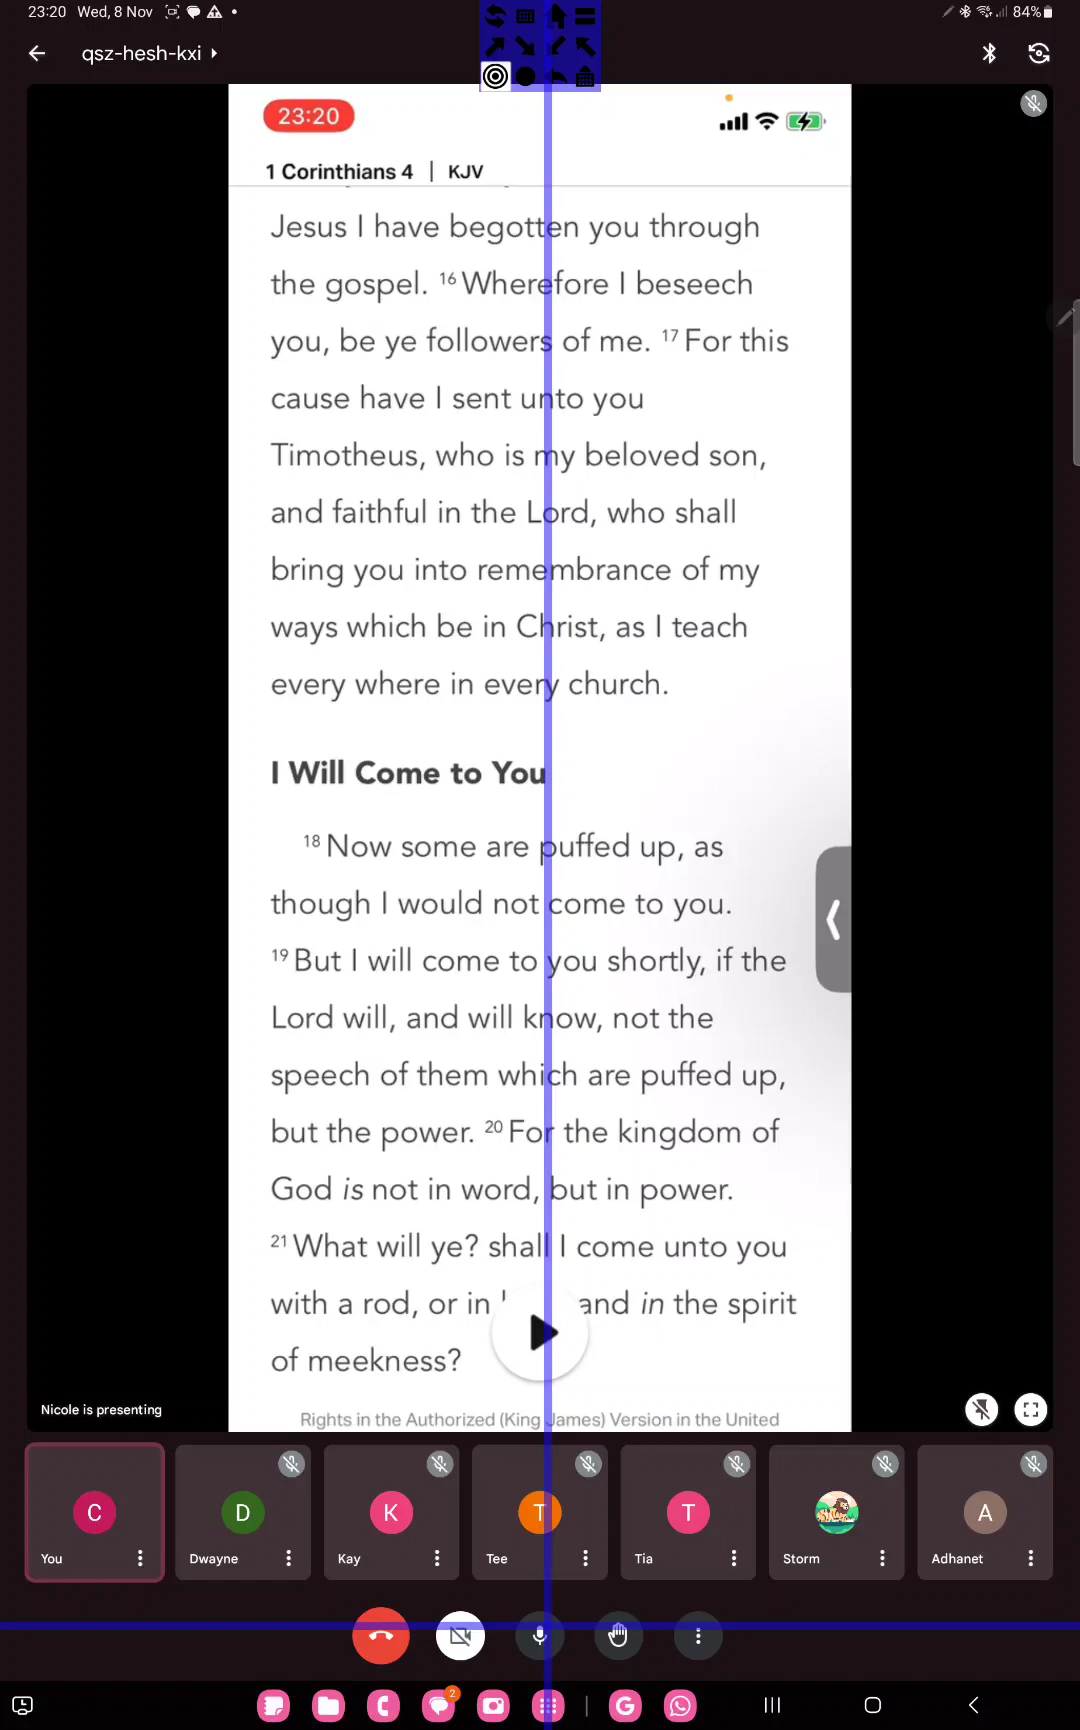 23:20 Wed, 8 Nov
84%
qsz-hesh-kxi
23:20
1 Corinthians 4 | KJV
Jesus I have begotten you through
the gospel. 16 Wherefore I beseech
you, be ye followers of me. 17 For this
cause have I sent unto you
Timotheus, who is my beloved son,
and faithful in the Lord, who shall
bring you into remembrance of my
ways which be in Christ, as I teach
every where in every church.
I Will Come to You
18 Now some are puffed up, as
though I would not come to you.
19 But I will come to you shortly, if the
Lord will, and will know, not the
speech of them which are puffed up,
but the power. 20 For the kingdom of
God is not in word, but in power.
21 What will ye? shall I come unto you
with a rod, or in and in the spirit
of meekness?
Rights in the Authorized (King James) Version in the United
Nicole is presenting
C
D
K
T
T
A
You
Dwayne
Kay
Tee
Tia
Storm
Adhanet
2
G